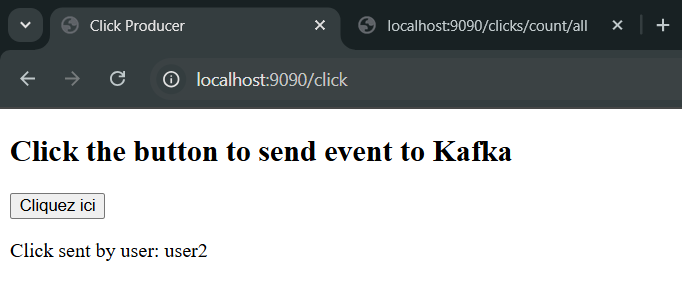 Click Producer
localhost:9090/clicks/count/all
localhost:9090/click
Click the button to send event to Kafka
Cliquez ici
Click sent by user: user2